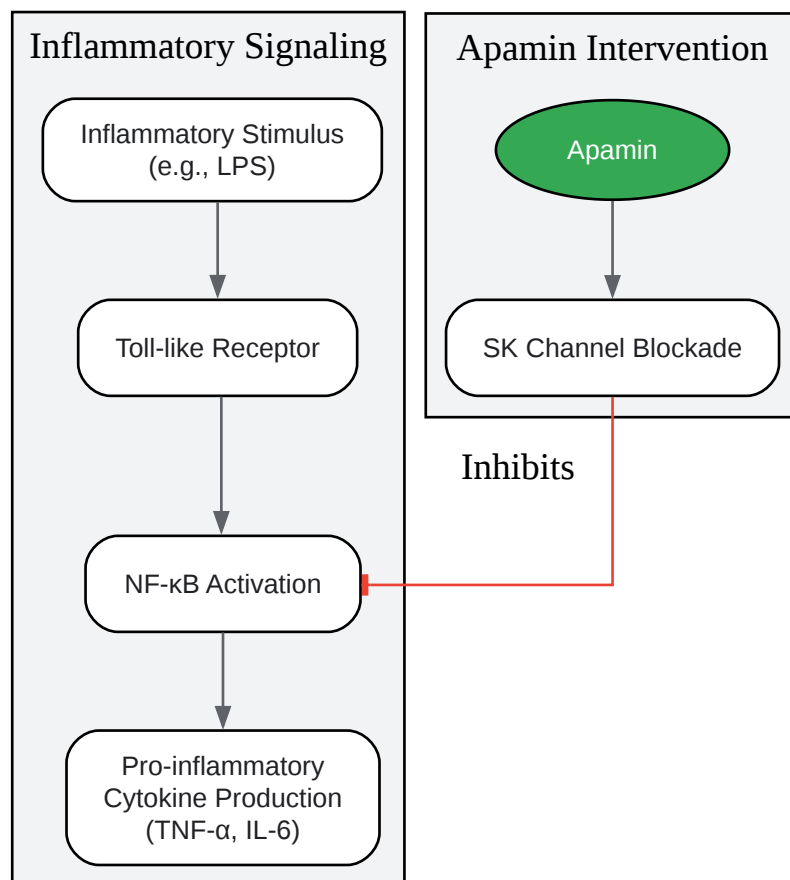 Inflammatory Signaling
Inflammatory Stimulus
(e.g., LPS)
Toll-like Receptor
NF-κB Activation
Pro-inflammatory
Cytokine Production
(TNF-α, IL-6)
Apamin Intervention
Apamin
SK Channel Blockade
Inhibits